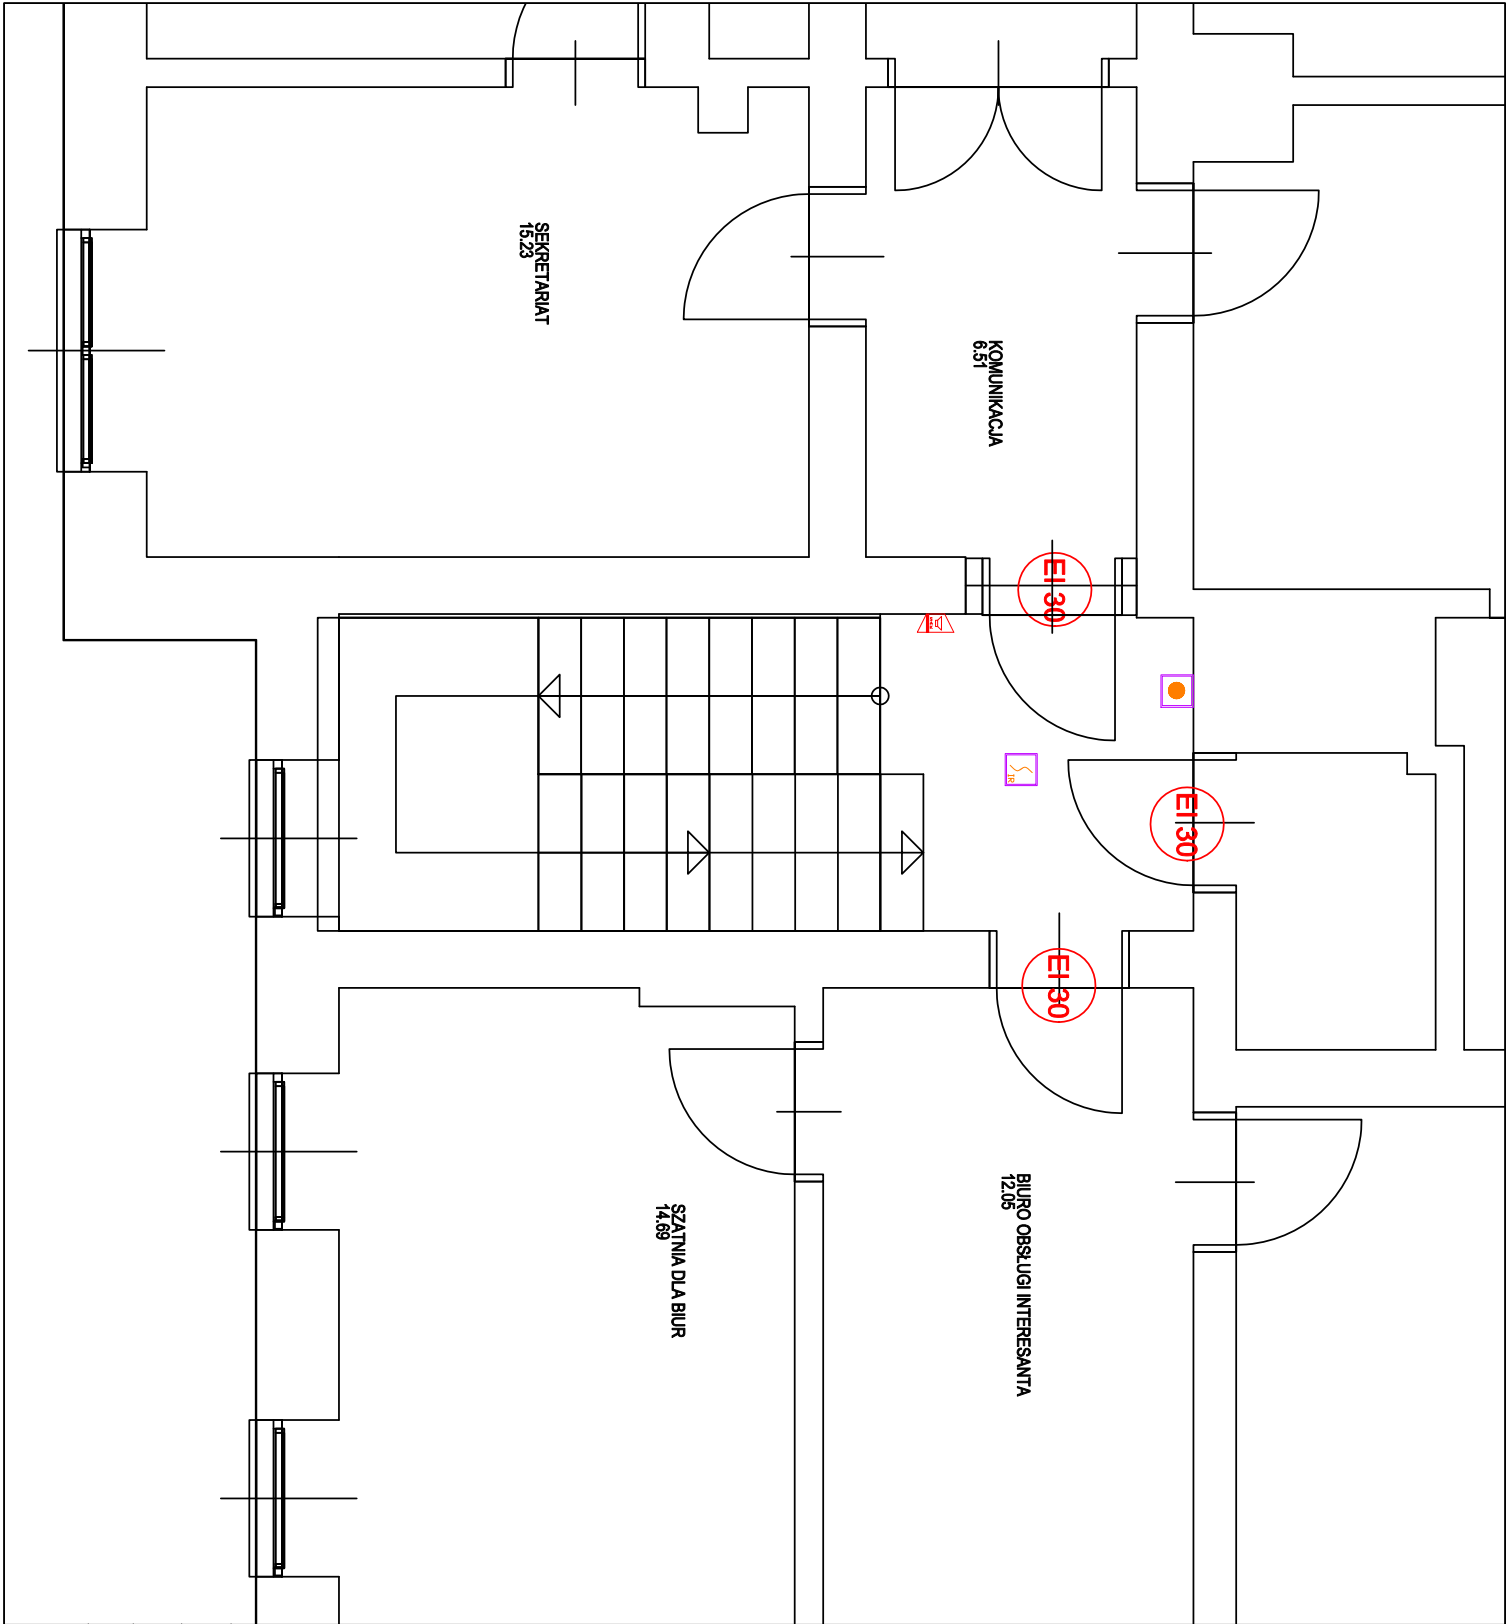 SEKRETARIAT
15.23
KOMUNIKACJA
6.51
EI 30
IR
EI 30
EI 30
BIURO OBSŁUGI INTERESANTA
12.05
SZATNIA DLA BIUR
14.69